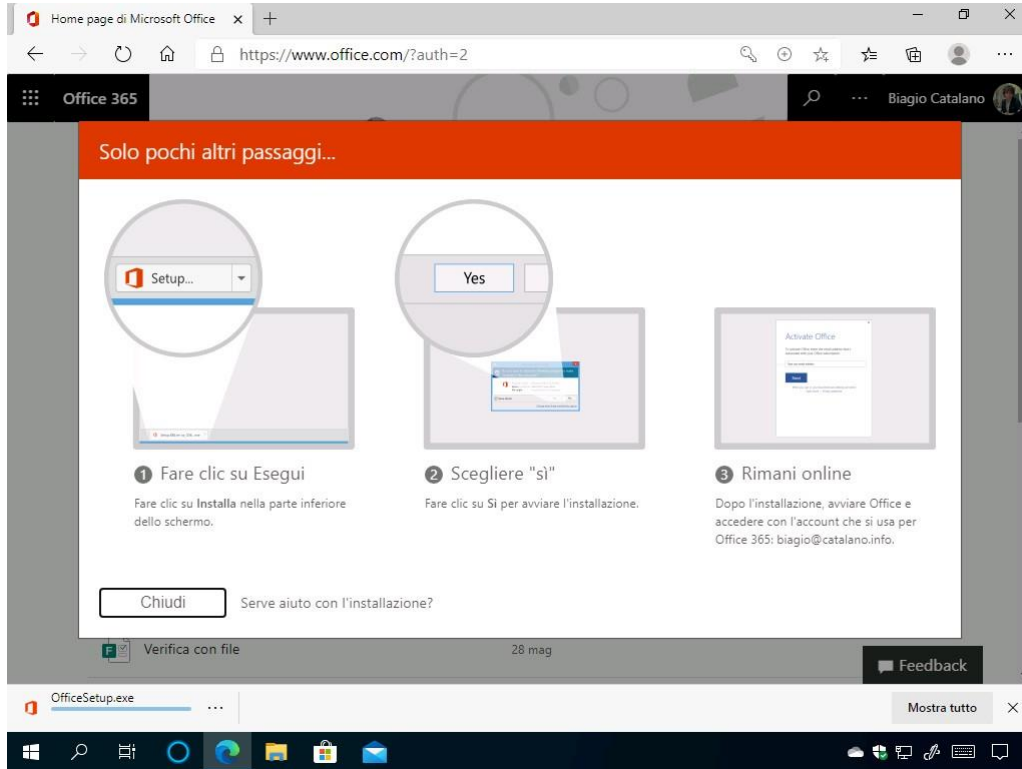 Home page di Microsoft Office
https://www.office.com/?auth=2
Office 365
Biagio Catalano
Solo pochi altri passaggi...
Setup...
Yes
Activate Office
1 Fare clic su Esegui
Fare clic su Installa nella parte inferiore
dello schermo.
2 Scegliere "sì"
Fare clic su Sì per avviare l'installazione.
3 Rimani online
Dopo l'installazione, avviare Office e
accedere con l'account che si usa per
Office 365: biagio@catalano.info.
Chiudi
Serve aiuto con l'installazione?
Verifica con file
28 mag
Feedback
OfficeSetup.exe
Mostra tutto